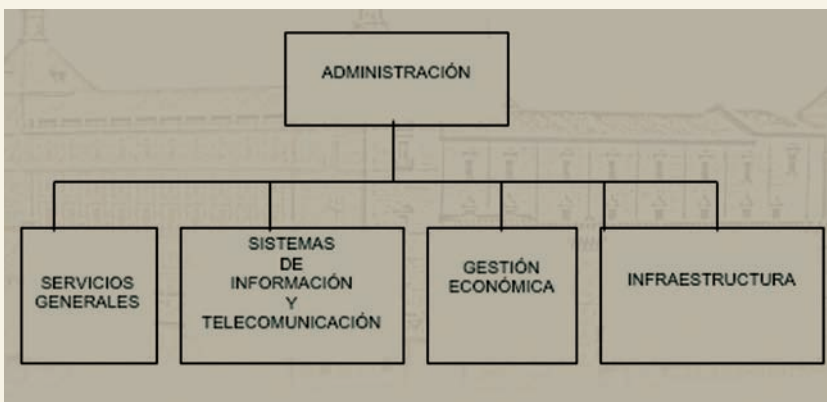 ADMINISTRACIÓN
SERVICIOS
GENERALES
SISTEMAS
DE
INFORMACIÓN
Y
TELECOMUNICACIÓN
GESTIÓN
ECONÓMICA
INFRAESTRUCTURA